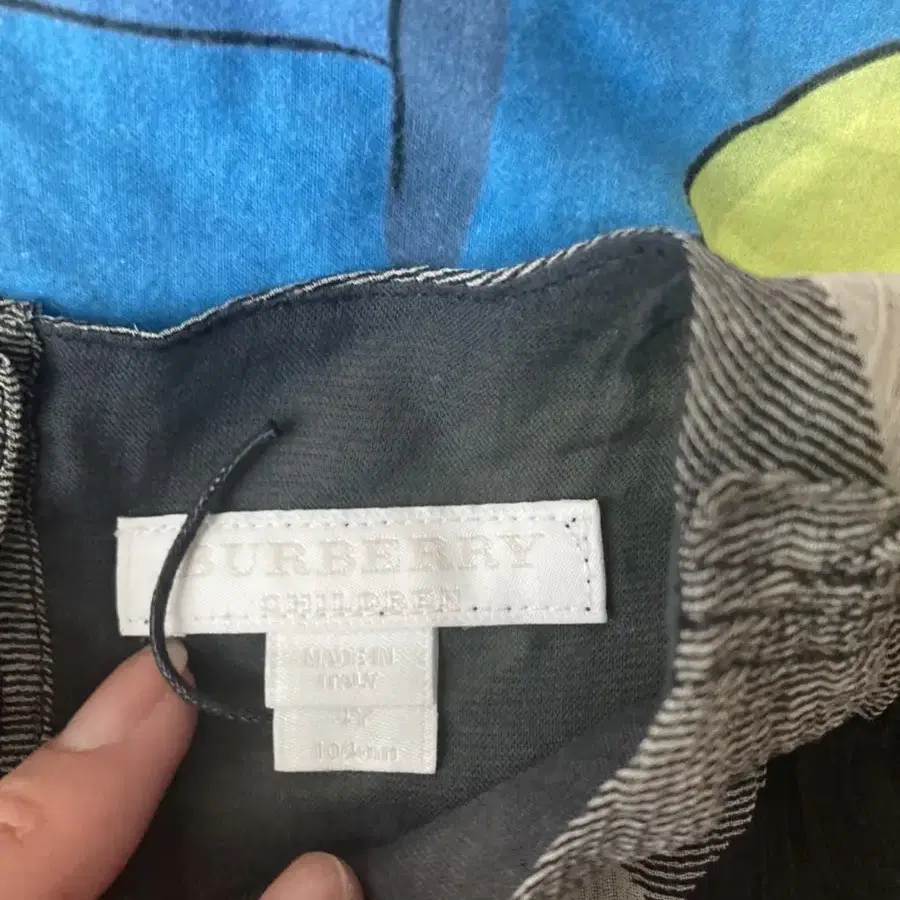 BURBERRY
CHILDREN
MADE IN
ITALY
4Y
104cm